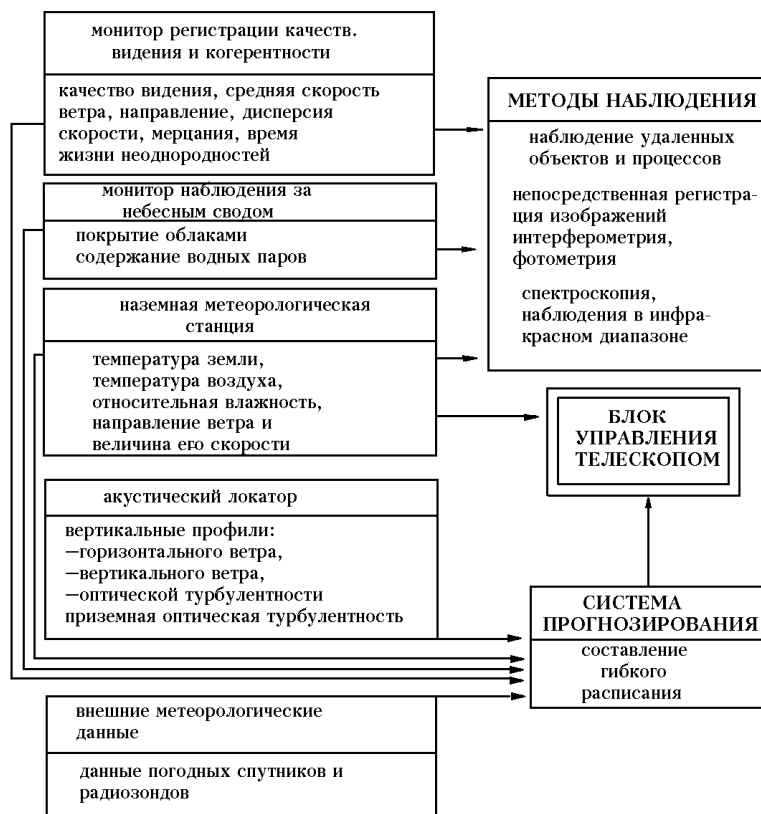 монитор регистрации качеств.
видения и когерентности
качество видения, средняя скорость
ветра, направление, дисперсия
скорости, мерцания, время
жизни неоднородностей
монитор наблюдения за
небесным сводом
покрытие облаками
содержание водных паров
наземная метеорологическая
станция
температура земли,
температура воздуха,
относительная влажность,
направление ветра и
величина его скорости
акустический локатор
вертикальные профили:
—горизонтального ветра,
—вертикального ветра,
—оптической турбулентности
приземная оптическая турбулентность
внешние метеорологические
данные
данные погодных спутников и
радиозондов
МЕТОДЫ НАБЛЮДЕНИЯ
наблюдение удаленных
объектов и процессов
непосредственная регистра-
ция изображений
интерферометрия,
фотометрия
спектроскопия,
наблюдения в инфра-
красном диапазоне
БЛОК
УПРАВЛЕНИЯ
ТЕЛЕСКОПОМ
СИСТЕМА
ПРОГНОЗИРОВАНИЯ
составление
гибкого
расписания